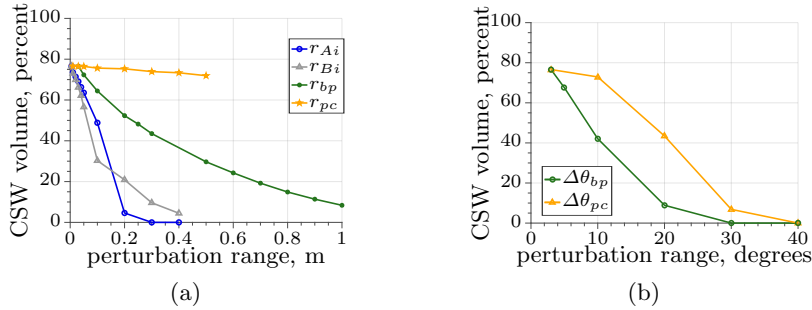 CSW volume, percent
100
80
60
40
20
0
0 0.2 0.4 0.6 0.8 1
perturbation range, m
r_{Ai}
r_{Bi}
r_{bp}
r_{pc}
(a)
CSW volume, percent
100
80
60
40
20
0
0 10 20 30 40
perturbation range, degrees
Δθ_{bp}
Δθ_{pc}
(b)